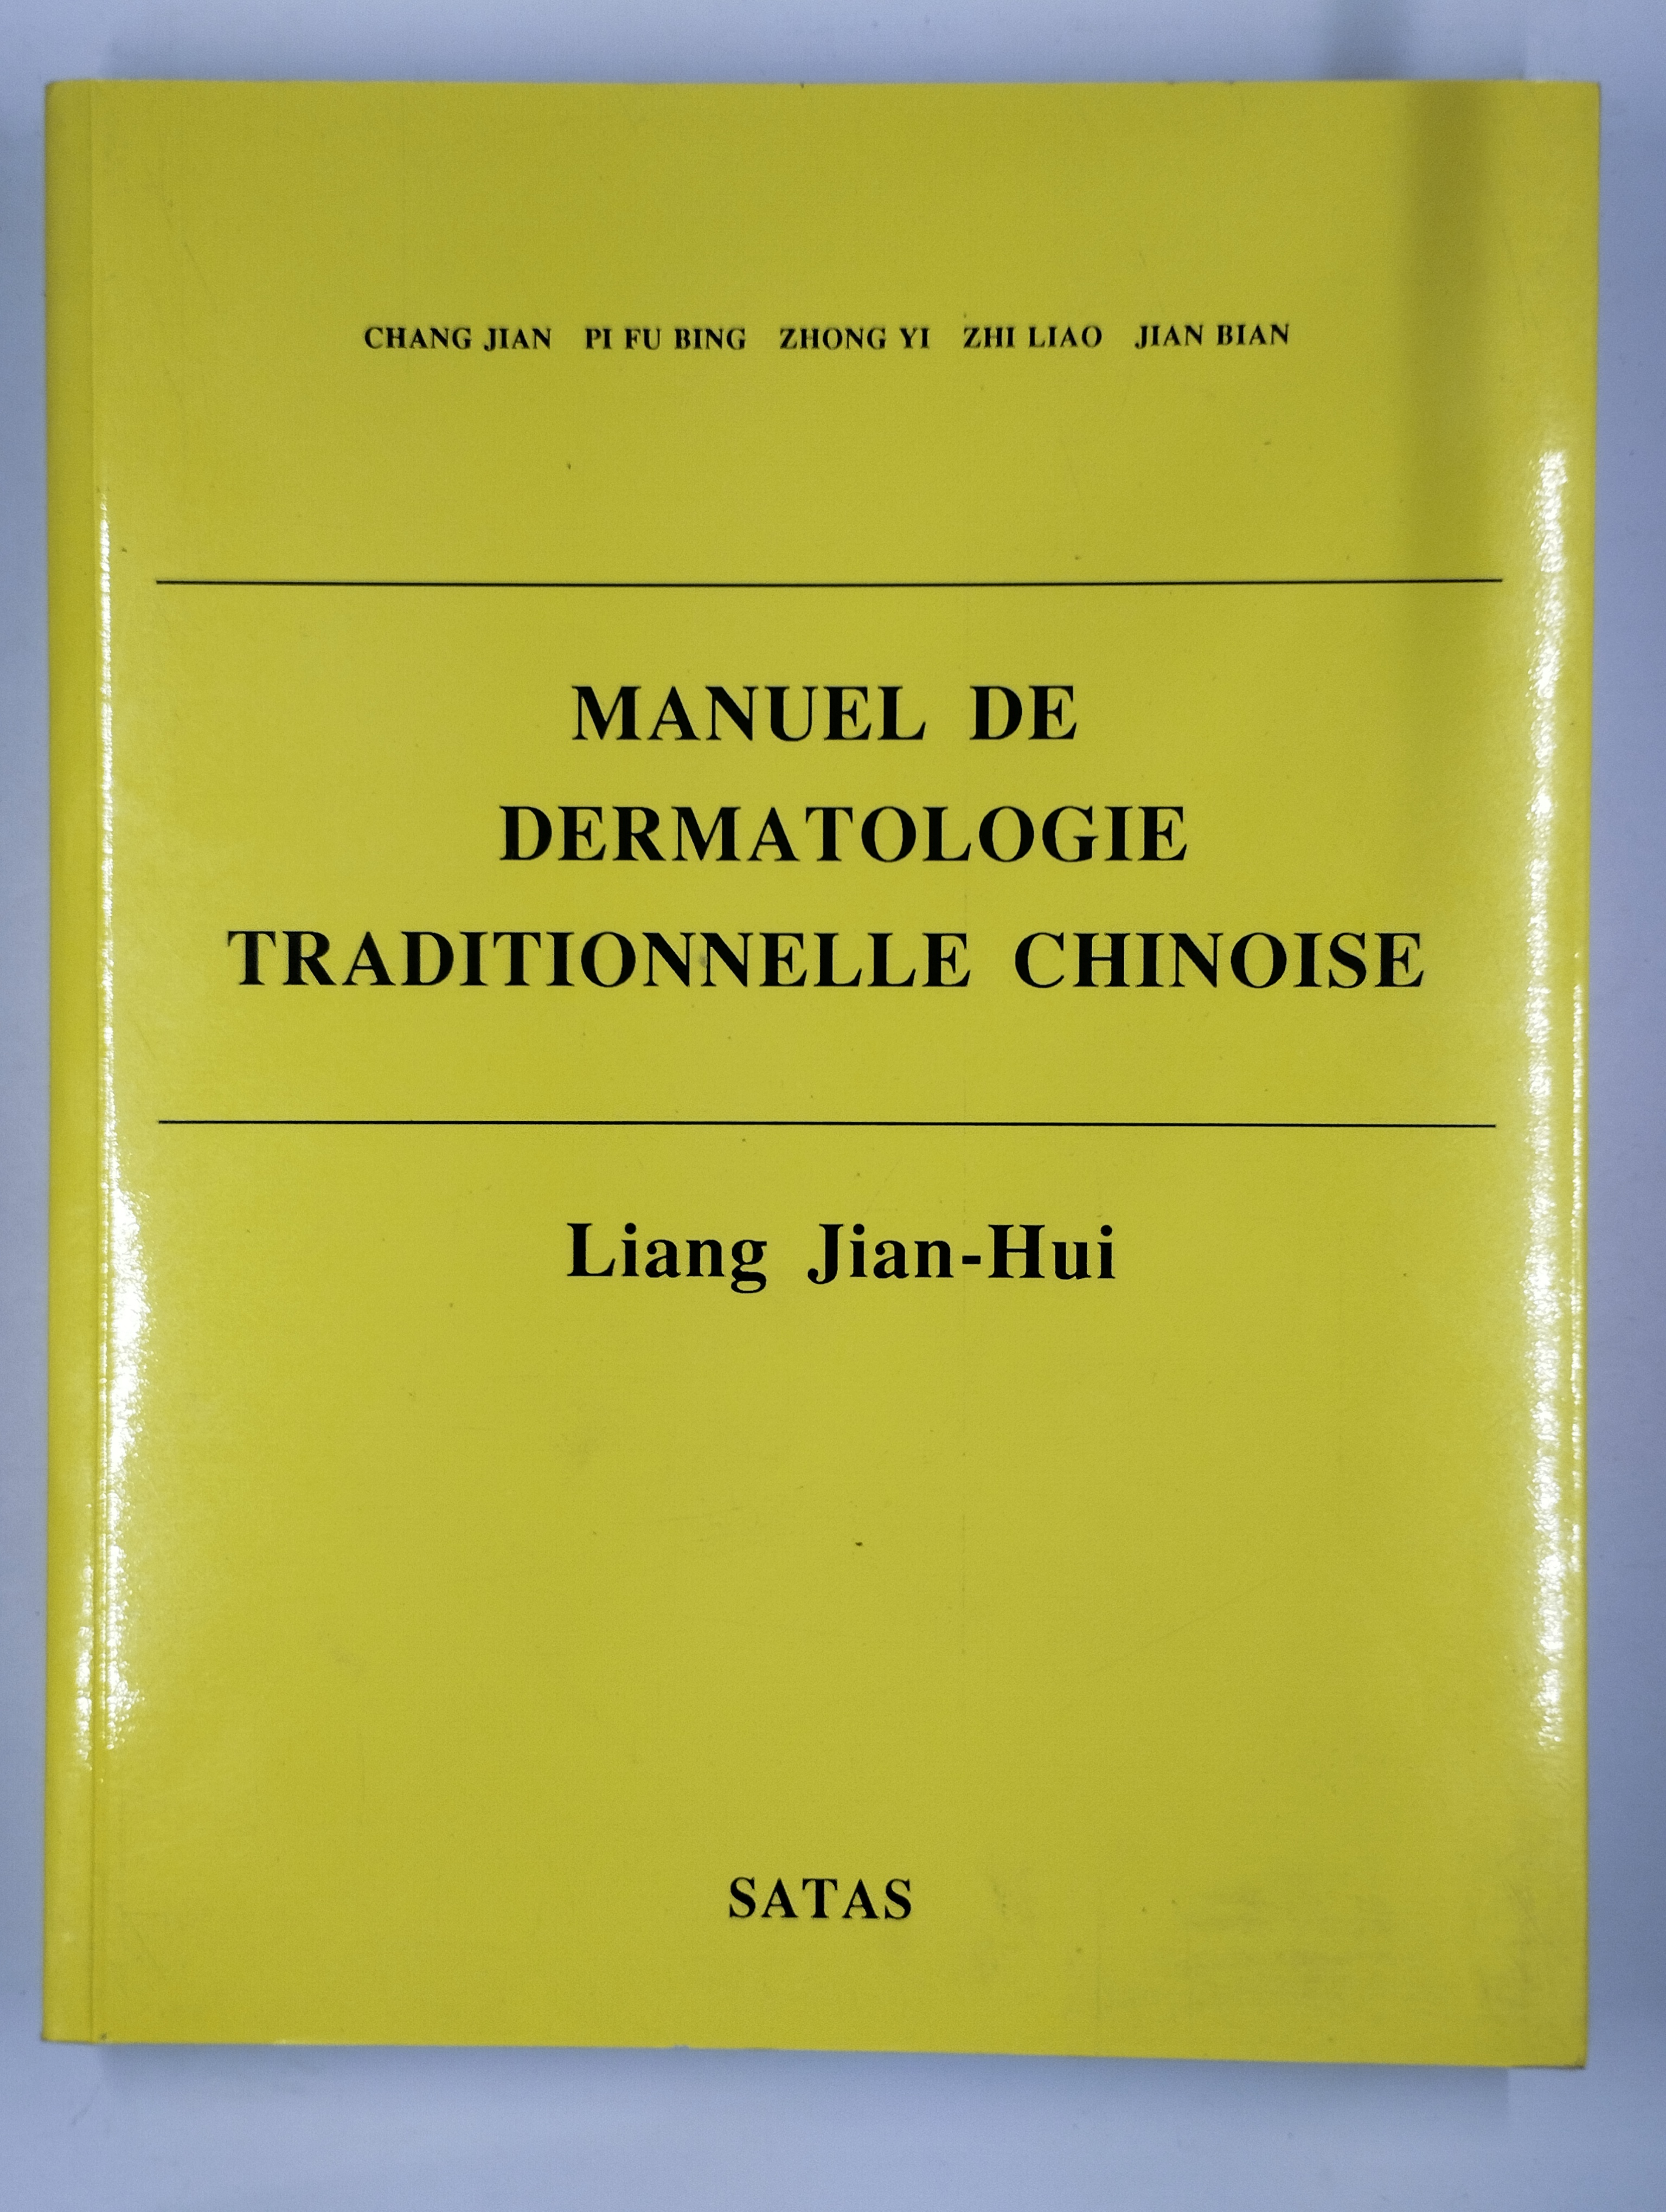 CHANG JIAN PI FU BING ZHONG YI ZHI LIAO JIAN BIAN
MANUEL DE
DERMATOLOGIE
TRADITIONNELLE CHINOISE
Liang Jian-Hui
SATAS